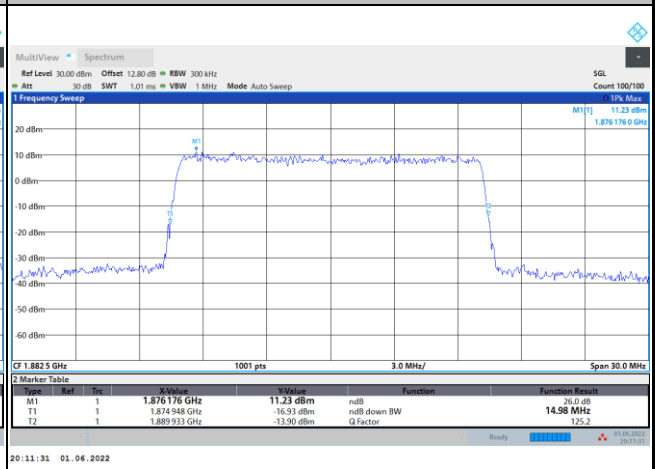 MultiView Spectrum
Ref Level 30.00 dBm Offset 12.80 dB RBW 300 kHz SGL
Att 30 dB SWT 1.01 ms VBW 1 MHz Mode Auto Sweep Count 100/100
1 Frequency Sweep 1Pk Max
M1[1] 11.23 dBm
1.876 176 0 GHz
20 dBm
M1
10 dBm
0 dBm
-10 dBm
T1 T2
-20 dBm
-30 dBm
-40 dBm
-50 dBm
-60 dBm
CF 1.882 5 GHz 1001 pts 3.0 MHz/ Span 30.0 MHz
2 Marker Table
Type Ref Trc X-Value Y-Value Function Function Result
M1 1 1.876 176 GHz 11.23 dBm ndB 26.0 dB
T1 1 1.874 948 GHz -16.93 dBm ndB down BW 14.98 MHz
T2 1 1.889 933 GHz -13.90 dBm Q Factor 125.2
Ready 01.06.2022
20:11:31
20:11:31 01.06.2022